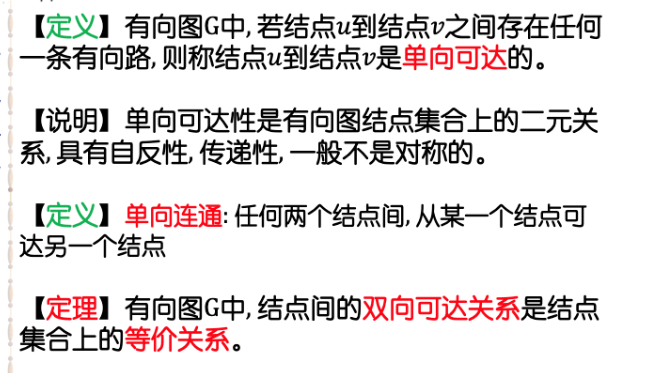 【定义】有向图G中,若结点u到结点v之间存在任何
一条有向路,则称结点u到结点v是单向可达的。
【说明】单向可达性是有向图结点集合上的二元关
系,具有自反性,传递性,一般不是对称的。
【定义】单向连通:任何两个结点间,从某一个结点可
达另一个结点
【定理】有向图G中,结点间的双向可达关系是结点
集合上的等价关系。